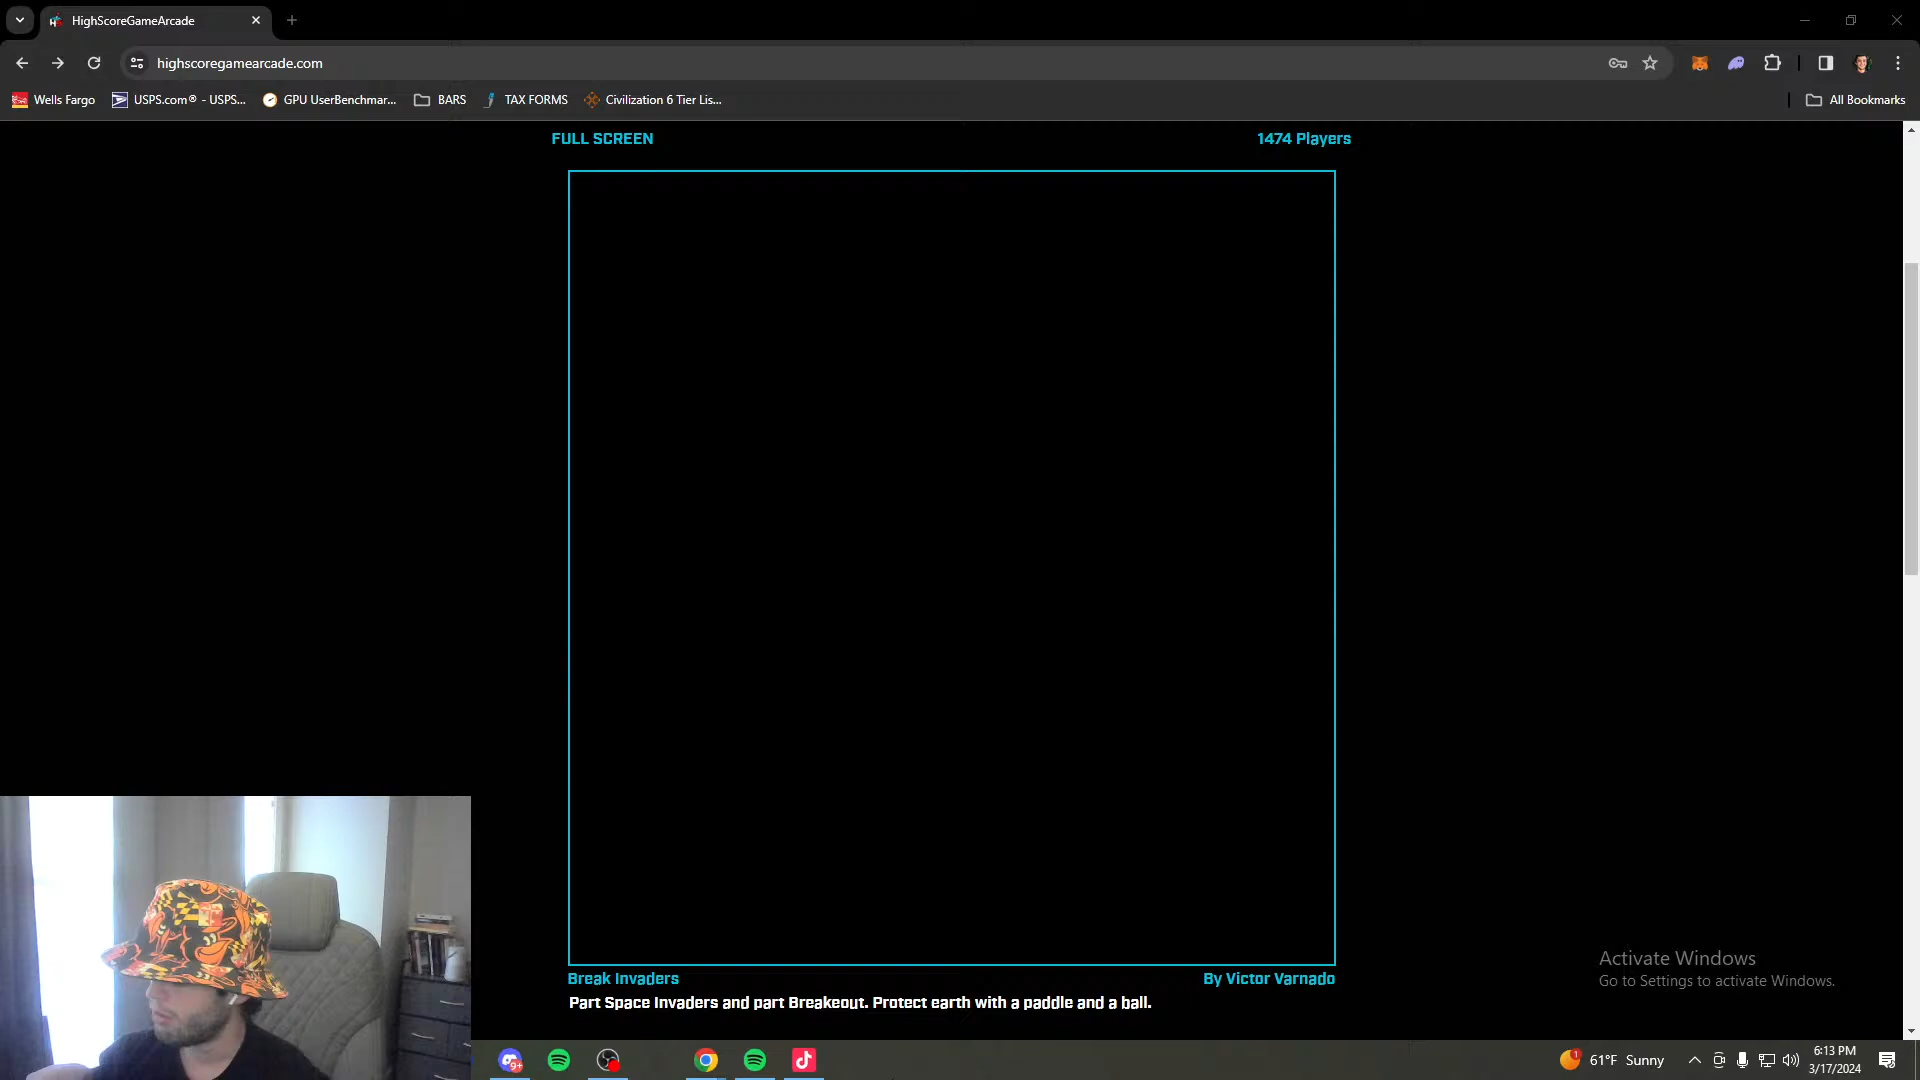 HighScoreGameArcade
highscoregamearcade.com
Wells Fargo
USPS.com® - USPS...
GPU UserBenchmar...
BARS
TAX FORMS
Civilization 6 Tier Lis...
All Bookmarks
FULL SCREEN
1474 Players
Break Invaders
By Victor Varnado
Part Space Invaders and part Breakeout. Protect earth with a paddle and a ball.
Activate Windows
Go to Settings to activate Windows.
9+
1
61°F Sunny
6:13 PM
3/17/2024